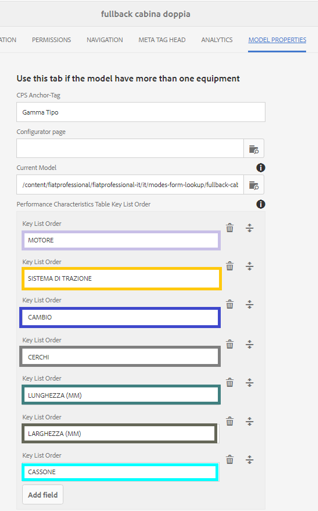 fullback cabina doppia
ATION PERMISSIONS NAVIGATION META TAG HEAD ANALYTICS MODEL PROPERTIES
Use this tab if the model have more than one equipment
CPS Anchor-Tag
Gamma Tipo
Configurator page
Current Model
/content/fiatprofessional/fiatprofessional-it/it/modes-form-lookup/fullback-cat
Performance Characteristics Table Key List Order
Key List Order
MOTORE
Key List Order
SISTEMA DI TRAZIONE
Key List Order
CAMBIO
Key List Order
CERCHI
Key List Order
LUNGHEZZA (MM)
Key List Order
LARGHEZZA (MM)
Key List Order
CASSONE
Add field